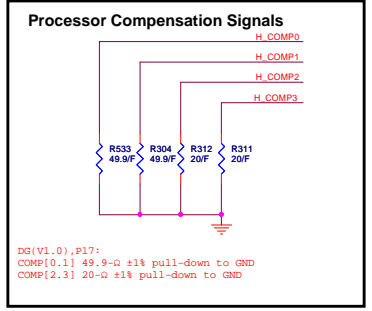 Processor Compensation Signals
H_COMP0
H_COMP1
H_COMP2
H_COMP3
R533 R304 R312 R311
49.9/F 49.9/F 20/F 20/F
DG(V1.0),P17:
COMP[0.1] 49.9-Ω ±1% pull-down to GND
COMP[2.3] 20-Ω ±1% pull-down to GND